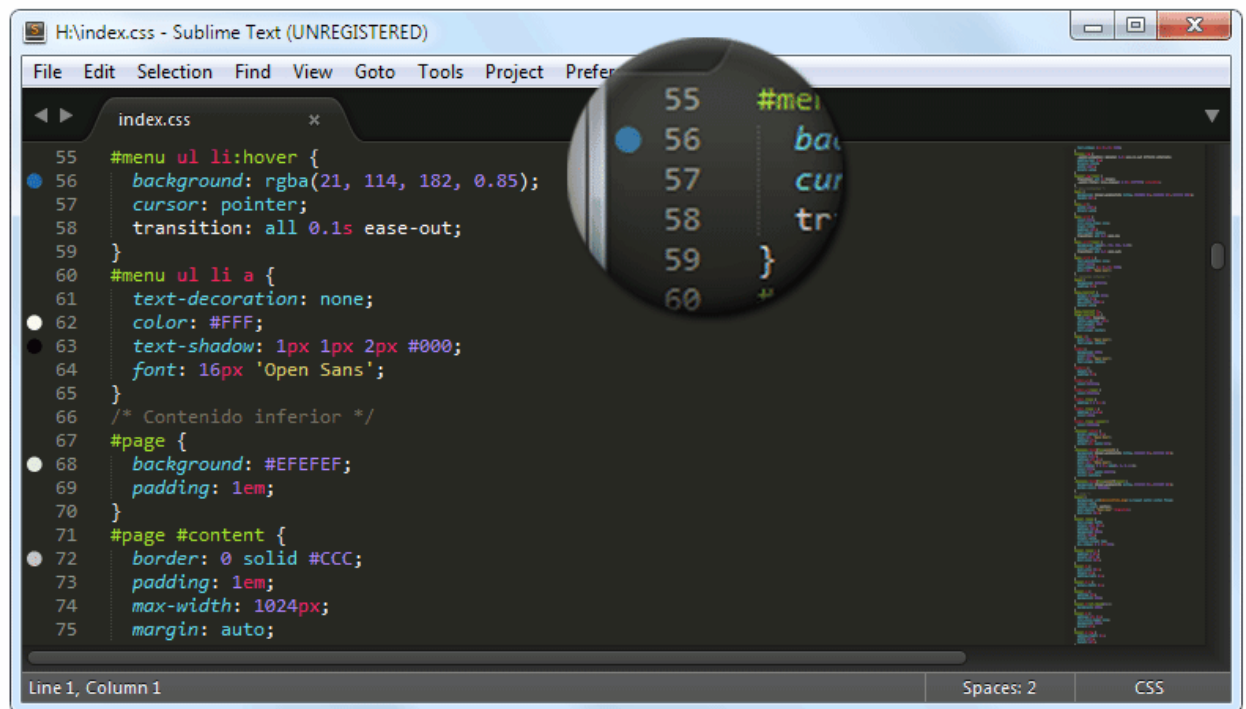 H:\index.css - Sublime Text (UNREGISTERED)
File Edit Selection Find View Goto Tools Project Prefer
index.css ×
55 #menu ul li:hover {
56 background: rgba(21, 114, 182, 0.85);
57 cursor: pointer;
58 transition: all 0.1s ease-out;
59 }
60 #menu ul li a {
61 text-decoration: none;
62 color: #FFF;
63 text-shadow: 1px 1px 2px #000;
64 font: 16px 'Open Sans';
65 }
66 /* Contenido inferior */
67 #page {
68 background: #EFEFEF;
69 padding: 1em;
70 }
71 #page #content {
72 border: 0 solid #CCC;
73 padding: 1em;
74 max-width: 1024px;
75 margin: auto;
55 #me
56 ba
57 cur
58 tr
59 }
60 #
Line 1, Column 1 Spaces: 2 CSS